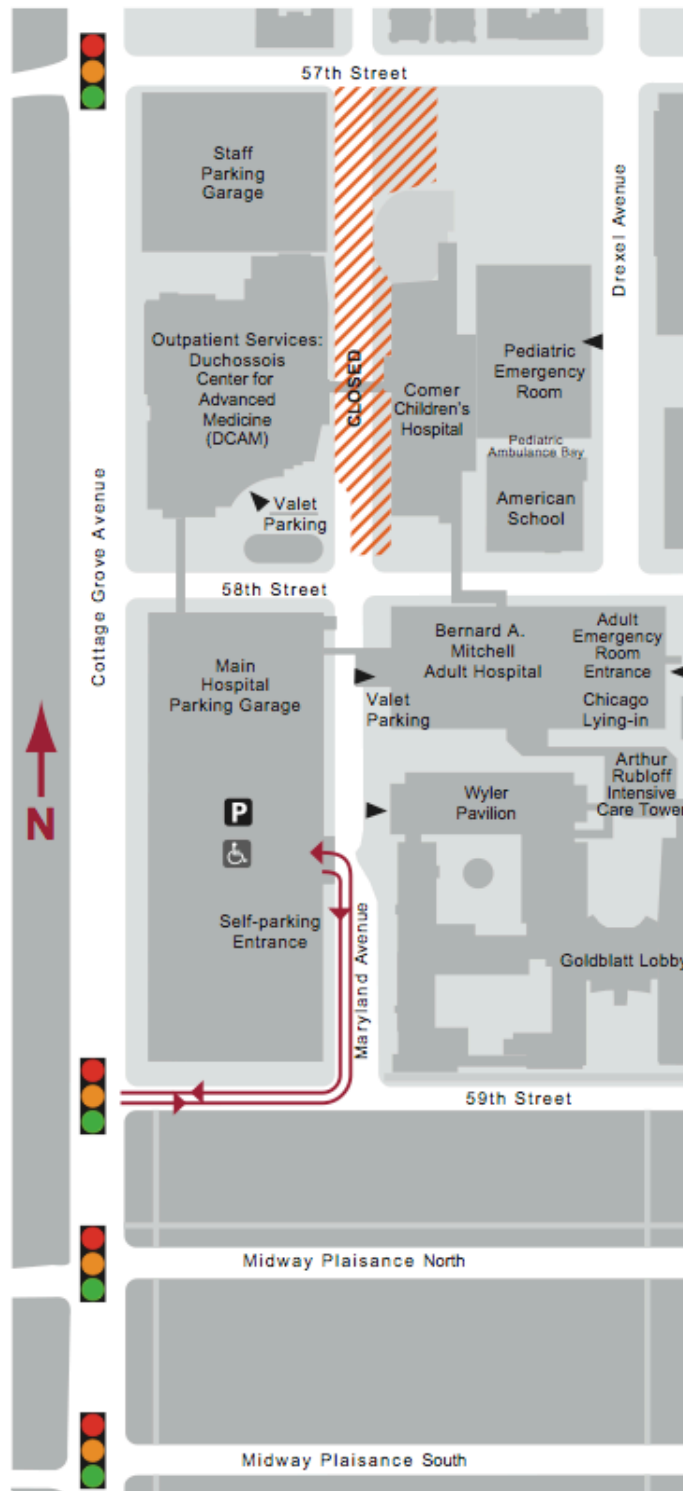 57th Street
Staff
Parking
Garage
Drexel Avenue
Outpatient Services:
Duchossois
Center for
Advanced
Medicine
(DCAM)
CLOSED
Comer
Children's
Hospital
Pediatric
Emergency
Room
Pediatric
Ambulance Bay
American
School
Valet
Parking
Cottage Grove Avenue
58th Street
Main
Hospital
Parking Garage
Bernard A.
Mitchell
Adult Hospital
Adult
Emergency
Room
Entrance
Valet
Parking
Chicago
Lying-in
Arthur
Rubloff
Intensive
Care Tower
Wyler
Pavilion
N
P
Self-parking
Entrance
Maryland Avenue
Goldblatt Lobby
59th Street
Midway Plaisance North
Midway Plaisance South